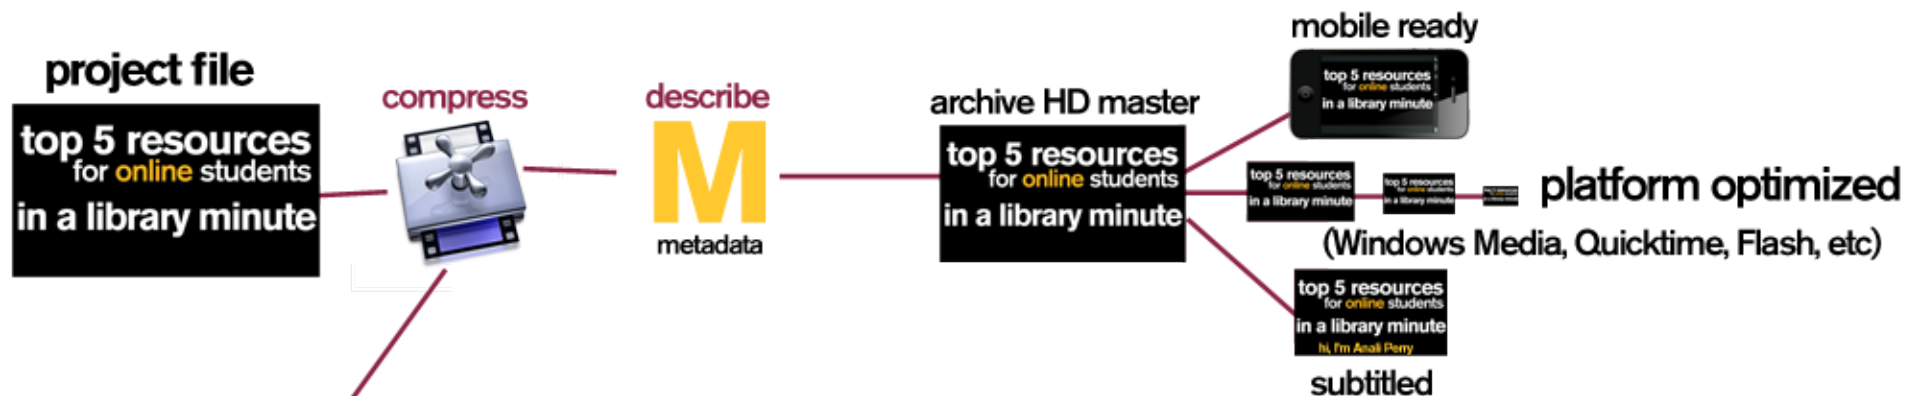 project file
top 5 resources
for online students
in a library minute
compress
describe
M
metadata
archive HD master
top 5 resources
for online students
in a library minute
mobile ready
top 5 resources
for online students
in a library minute
top 5 resources
for online students
in a library minute
top 5 resources
for online students
in a library minute
platform optimized
(Windows Media, Quicktime, Flash, etc)
top 5 resources
for online students
in a library minute
hi, I'm Anali Perry
subtitled